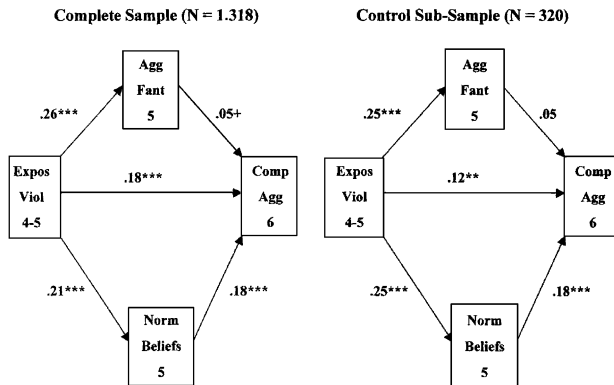 Complete Sample (N = 1.318)
Agg
Fant
5
.26***
.05+
Expos
Viol
4-5
.18***
Comp
Agg
6
.21***
.18***
Norm
Beliefs
5
Control Sub-Sample (N = 320)
Agg
Fant
5
.25***
.05
Expos
Viol
4-5
.12**
Comp
Agg
6
.25***
.18***
Norm
Beliefs
5